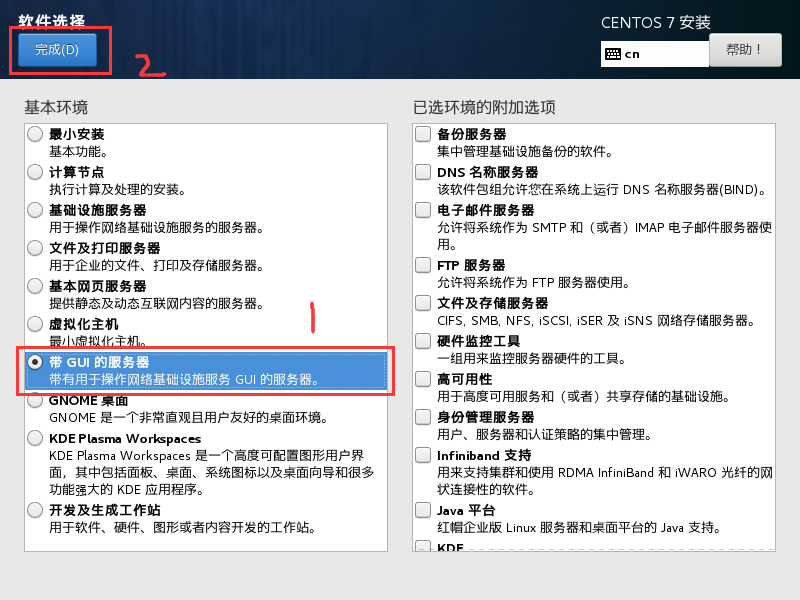 软件选择
CENTOS 7 安装
完成(D)
2
cn
帮助！
基本环境
最小安装
基本功能。
计算节点
执行计算及处理的安装。
基础设施服务器
用于操作网络基础设施服务的服务器。
文件及打印服务器
用于企业的文件、打印及存储服务器。
基本网页服务器
提供静态及动态互联网内容的服务器。
1
虚拟化主机
最小虚拟化主机。
带 GUI 的服务器
带有用于操作网络基础设施服务 GUI 的服务器。
GNOME 桌面
GNOME 是一个非常直观且用户友好的桌面环境。
KDE Plasma Workspaces
KDE Plasma Workspaces 是一个高度可配置图形用户界
面，其中包括面板、桌面、系统图标以及桌面向导和很多
功能强大的 KDE 应用程序。
开发及生成工作站
用于软件、硬件、图形或者内容开发的工作站。
已选环境的附加选项
备份服务器
集中管理基础设施备份的软件。
DNS 名称服务器
该软件包组允许您在系统上运行 DNS 名称服务器(BIND)。
电子邮件服务器
允许将系统作为 SMTP 和（或者）IMAP 电子邮件服务器使
用。
FTP 服务器
允许将系统作为 FTP 服务器使用。
文件及存储服务器
CIFS, SMB, NFS, iSCSI, iSER 及 iSNS 网络存储服务器。
硬件监控工具
一组用来监控服务器硬件的工具。
高可用性
用于高度可用服务和（或者）共享存储的基础设施。
身份管理服务器
用户、服务器和认证策略的集中管理。
Infiniband 支持
用来支持集群和使用 RDMA InfiniBand 和 iWARO 光纤的网
状连接性的软件。
Java 平台
红帽企业版 Linux 服务器和桌面平台的 Java 支持。
KDE